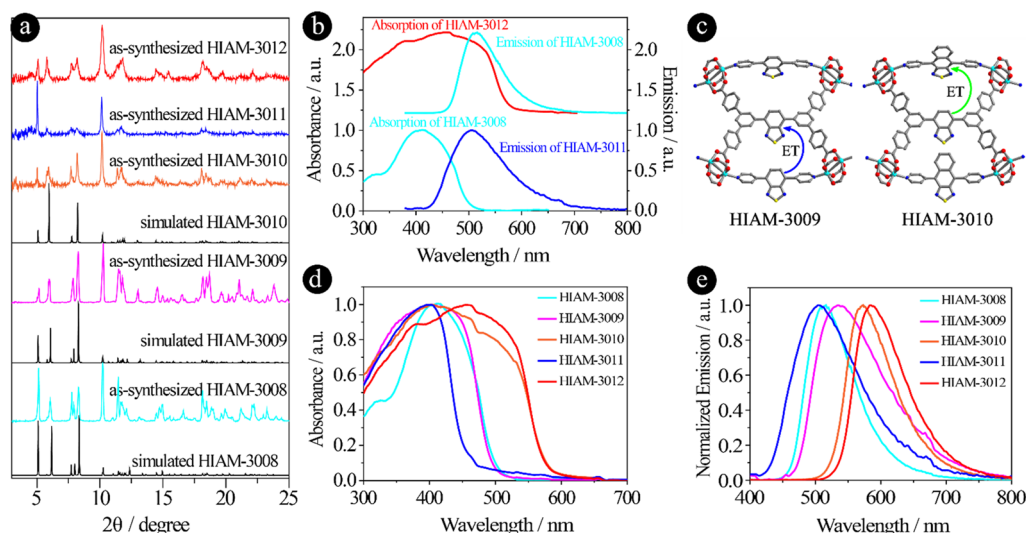 a
as-synthesized HIAM-3012
as-synthesized HIAM-3011
as-synthesized HIAM-3010
simulated HIAM-3010
as-synthesized HIAM-3009
simulated HIAM-3009
as-synthesized HIAM-3008
simulated HIAM-3008
5 10 15 20 25
2θ / degree
b
Absorption of HIAM-3012
Emission of HIAM-3008
Absorption of HIAM-3008
Emission of HIAM-3011
Absorbance / a.u.
Emission / a.u
2.0
1.5
1.0
0.5
0.0
2.0
1.5
1.0
0.5
0.0
300 400 500 600 700 800
Wavelength / nm
c
ET
ET
HIAM-3009
HIAM-3010
d
HIAM-3008
HIAM-3009
HIAM-3010
HIAM-3011
HIAM-3012
Absorbance / a.u.
1.0
0.8
0.6
0.4
0.2
0.0
300 400 500 600 700
Wavelength / nm
e
HIAM-3008
HIAM-3009
HIAM-3010
HIAM-3011
HIAM-3012
Normalized Emission / a.u.
1.0
0.8
0.6
0.4
0.2
0.0
400 500 600 700 800
Wavelength / nm